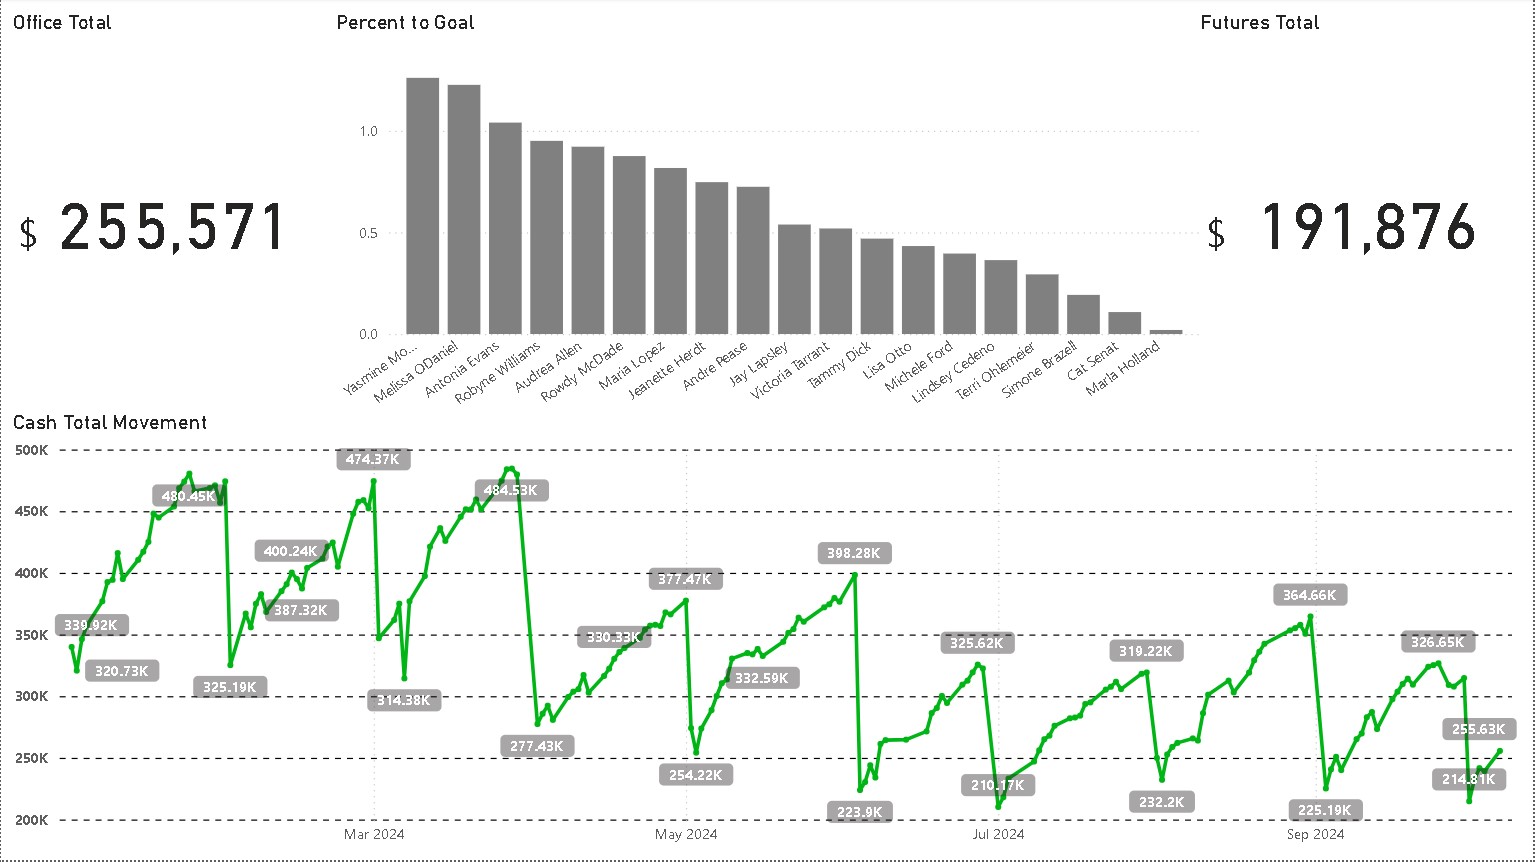 Office Total
Percent to Goal
Futures Total
$ 255,571
1.0
0.5
0.0
Yasmine Mo...
Melissa ODaniel
Antonia Evans
Robyne Williams
Audrea Allen
Rowdy McDade
Maria Lopez
Jeanette Herdt
Andre Pease
Jay Lapsley
Victoria Tarrant
Tammy Dick
Lisa Otto
Michele Ford
Lindsey Cedeno
Terri Ohlemeier
Simone Brazell
Cat Senat
Marla Holland
$ 191,876
Cash Total Movement
500K
450K
400K
350K
300K
250K
200K
339.92K
320.73K
480.45K
325.19K
400.24K
387.32K
474.37K
314.38K
484.53K
277.43K
330.33K
377.47K
254.22K
332.59K
398.28K
223.9K
325.62K
210.17K
319.22K
232.2K
364.66K
225.19K
326.65K
255.63K
214.81K
Mar 2024
May 2024
Jul 2024
Sep 2024